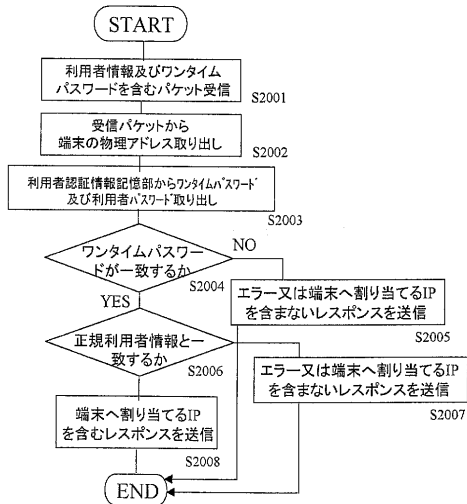 START
利用者情報及びワンタイム
パスワードを含むパケット受信
S2001
受信パケットから
端末の物理アドレス取り出し
S2002
利用者認証情報記憶部からワンタイムパスワード
及び利用者パスワード取り出し
S2003
ワンタイムパスワー
ドが一致するか
NO
S2004
YES
エラー又は端末へ割り当てるIP
を含まないレスポンスを送信
S2005
正規利用者情報と一
致するか
S2006
エラー又は端末へ割り当てるIP
を含まないレスポンスを送信
S2007
端末へ割り当てるIP
を含むレスポンスを送信
S2008
END